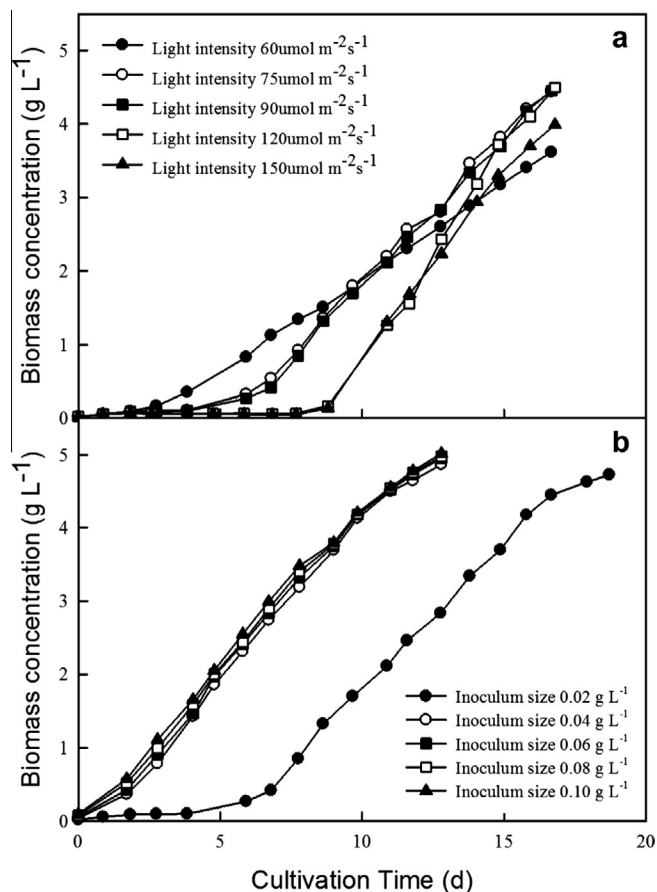 a
Light intensity 60umol m⁻²s⁻¹
Light intensity 75umol m⁻²s⁻¹
Light intensity 90umol m⁻²s⁻¹
Light intensity 120umol m⁻²s⁻¹
Light intensity 150umol m⁻²s⁻¹
Biomass concentration (g L⁻¹)
5
4
3
2
1
0
b
5
4
3
2
1
0
Biomass concentration (g L⁻¹)
Inoculum size 0.02 g L⁻¹
Inoculum size 0.04 g L⁻¹
Inoculum size 0.06 g L⁻¹
Inoculum size 0.08 g L⁻¹
Inoculum size 0.10 g L⁻¹
0 5 10 15 20
Cultivation Time (d)